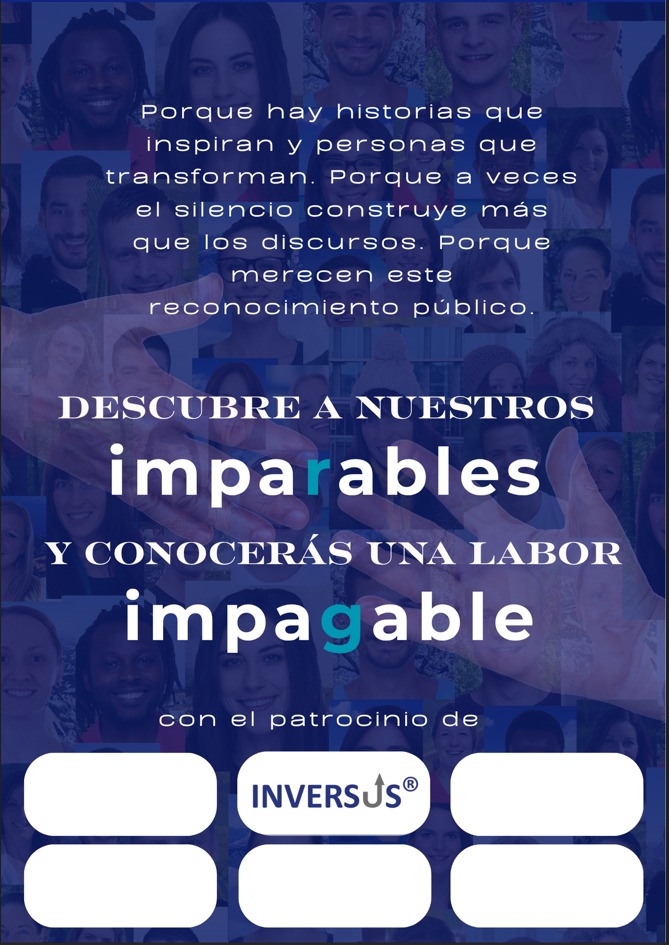 Porque hay historias que
inspiran y personas que
transforman. Porque a veces
el silencio construye más
que los discursos. Porque
merecen este
reconocimiento público.
DESCUBRE A NUESTROS
imparables
Y CONOCERÁS UNA LABOR
impagable
con el patrocinio de
INVERSUS®